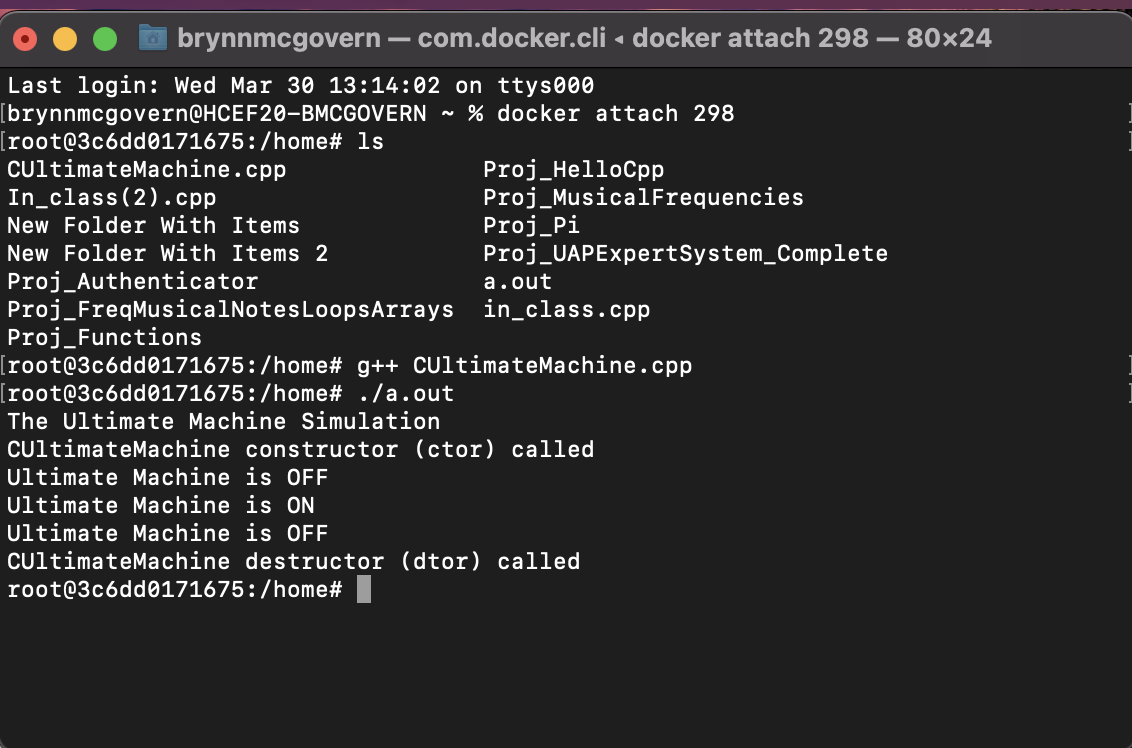 brynnmcgovern — com.docker.cli ◂ docker attach 298 — 80×24
Last login: Wed Mar 30 13:14:02 on ttys000
[brynnmcgovern@HCEF20-BMCGOVERN ~ % docker attach 298 ]
[root@3c6dd0171675:/home# ls ]
CUltimateMachine.cpp Proj_HelloCpp
In_class(2).cpp Proj_MusicalFrequencies
New Folder With Items Proj_Pi
New Folder With Items 2 Proj_UAPExpertSystem_Complete
Proj_Authenticator a.out
Proj_FreqMusicalNotesLoopsArrays in_class.cpp
Proj_Functions
[root@3c6dd0171675:/home# g++ CUltimateMachine.cpp ]
[root@3c6dd0171675:/home# ./a.out ]
The Ultimate Machine Simulation
CUltimateMachine constructor (ctor) called
Ultimate Machine is OFF
Ultimate Machine is ON
Ultimate Machine is OFF
CUltimateMachine destructor (dtor) called
root@3c6dd0171675:/home#